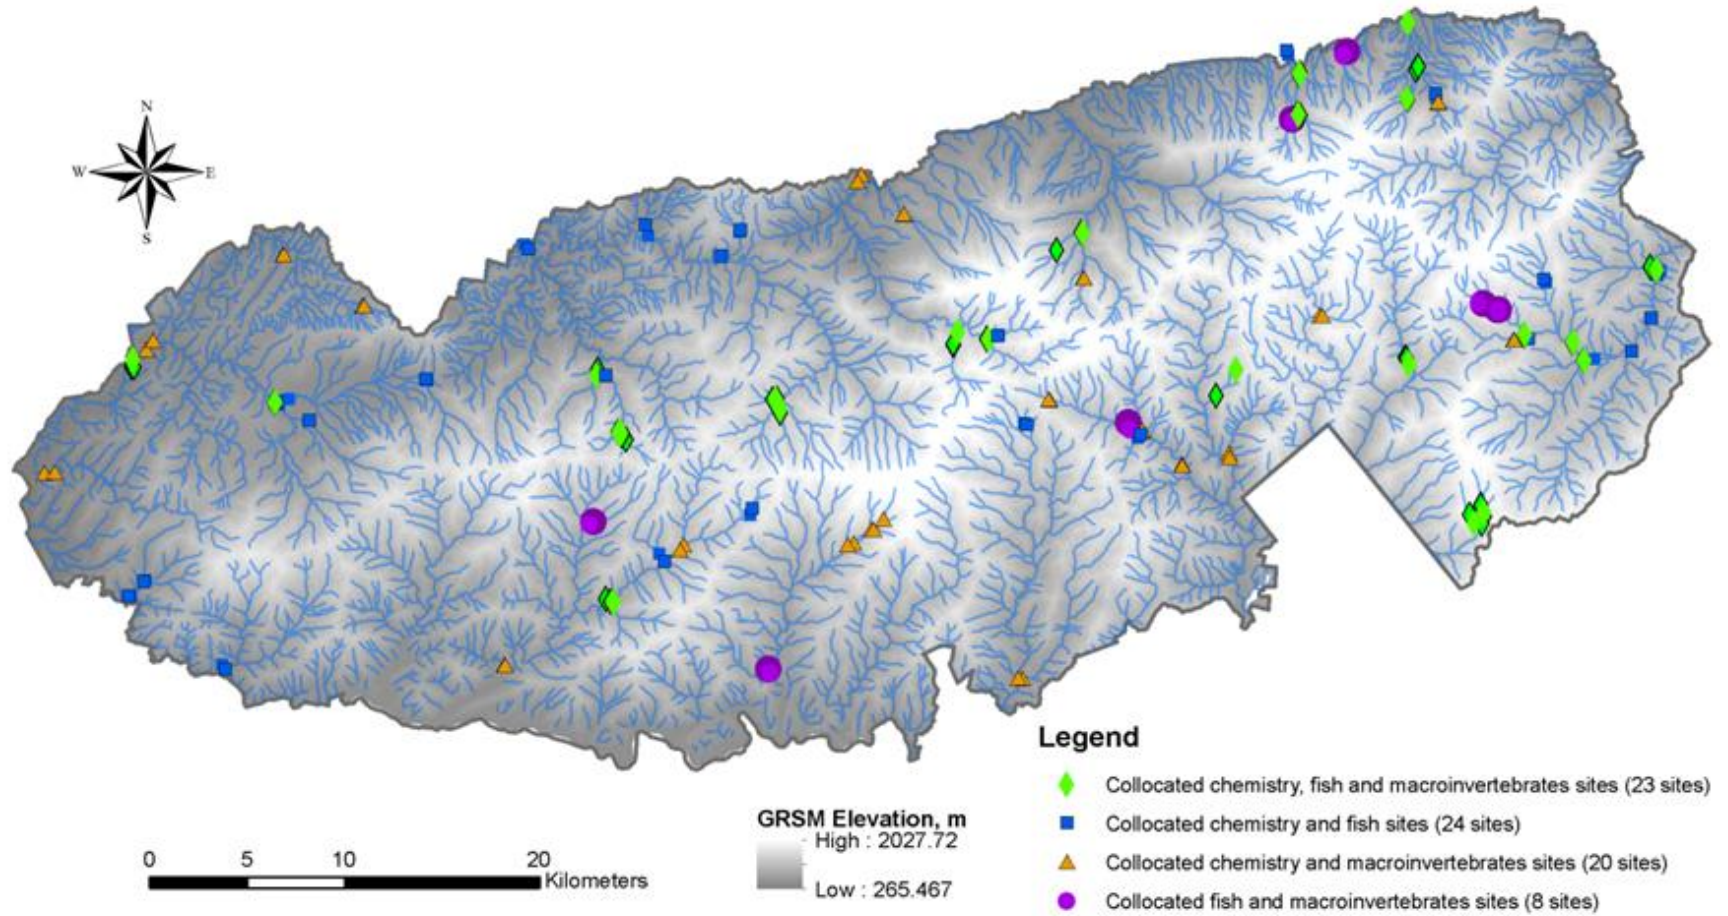 N
W E
S
Legend
Collocated chemistry, fish and macroinvertebrates sites (23 sites)
Collocated chemistry and fish sites (24 sites)
Collocated chemistry and macroinvertebrates sites (20 sites)
Collocated fish and macroinvertebrates sites (8 sites)
GRSM Elevation, m
High : 2027.72
Low : 265.467
0 5 10 20
Kilometers